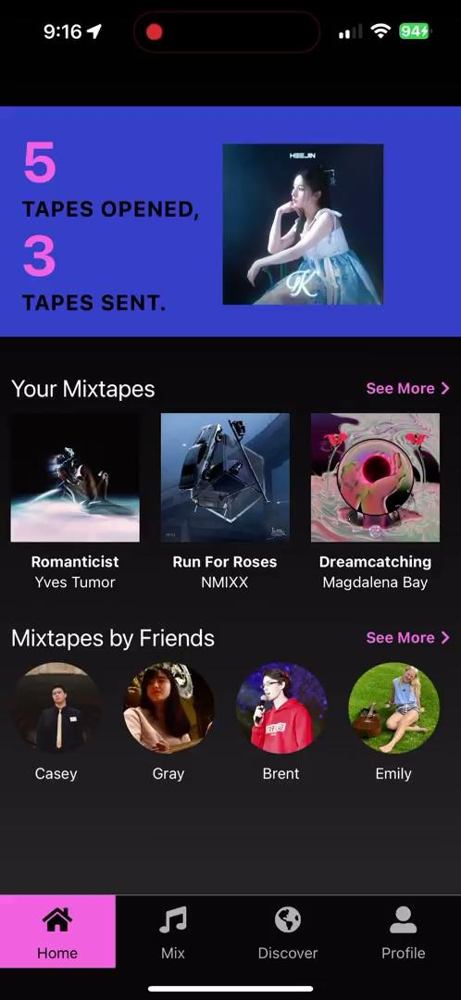 9:16
94
5
TAPES OPENED,
3
TAPES SENT.
HEEJIN
K
Your Mixtapes
See More
Romanticist
Yves Tumor
Run For Roses
NMIXX
Dreamcatching
Magdalena Bay
Mixtapes by Friends
See More
Casey
Gray
Brent
Emily
Home
Mix
Discover
Profile